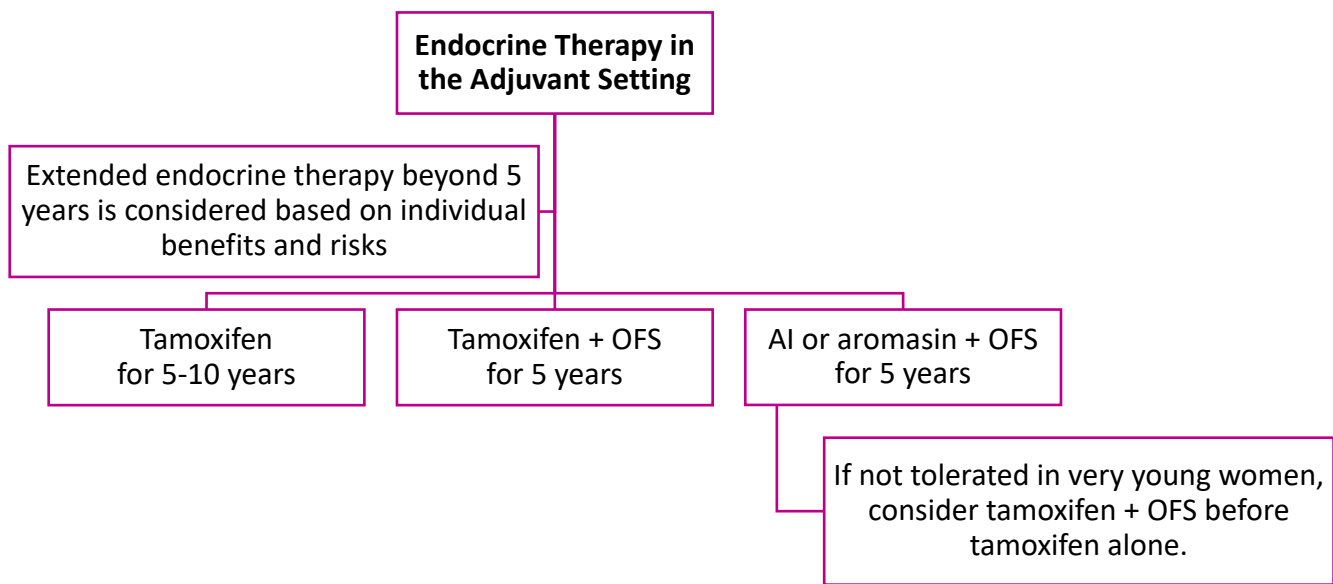 Endocrine Therapy in
the Adjuvant Setting
Extended endocrine therapy beyond 5
years is considered based on individual
benefits and risks
Tamoxifen
for 5-10 years
Tamoxifen + OFS
for 5 years
AI or aromasin + OFS
for 5 years
If not tolerated in very young women,
consider tamoxifen + OFS before
tamoxifen alone.